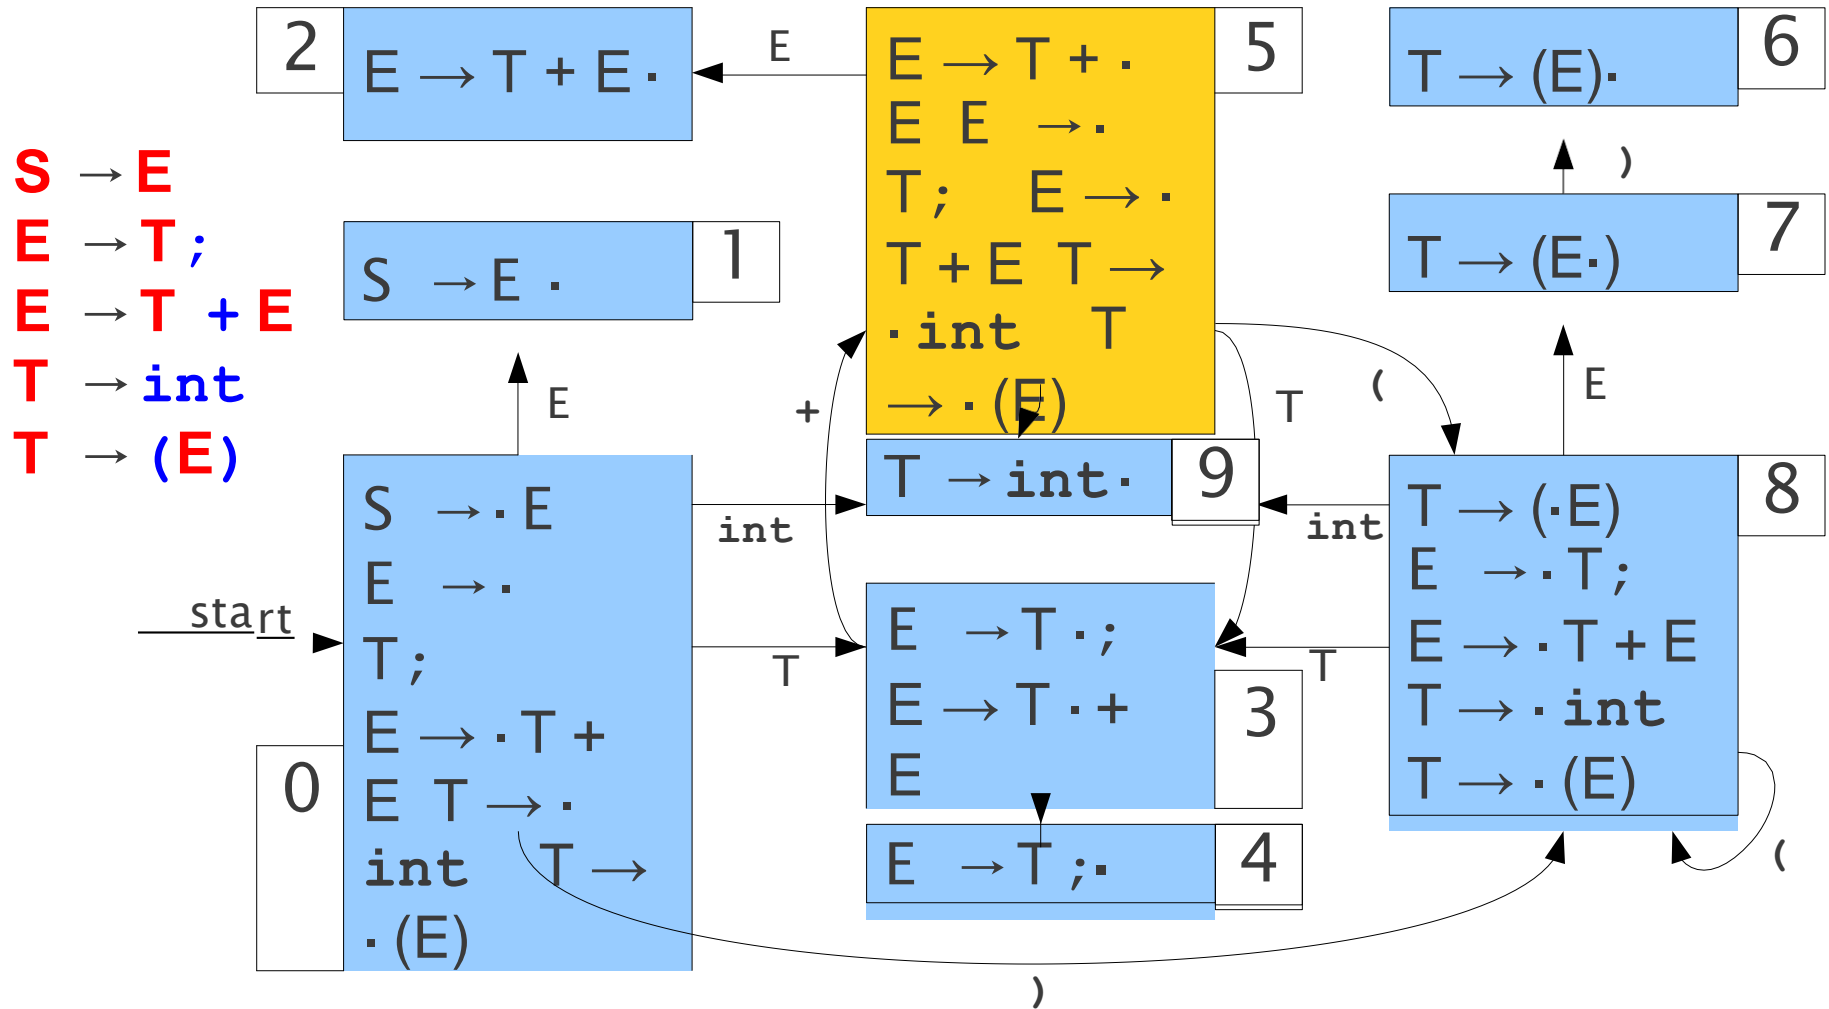 S → E
E → T ;
E → T + E
T → int
T → (E)
2
E → T + E ·
E
E → T + ·
E E → ·
T ; E → ·
T + E T →
· int T
→ · (E)
5
T → (E)·
6
)
T → (E·)
7
S → E ·
1
E
+
T
(
E
start
0
S → · E
E → ·
T ;
E → · T +
E T → ·
int T →
· (E)
int
T
T → int ·
9
int
T
E → T · ;
E → T · +
E
3
E → T ; ·
4
T → (·E)
E → · T ;
E → · T + E
T → · int
T → · (E)
8
(
)